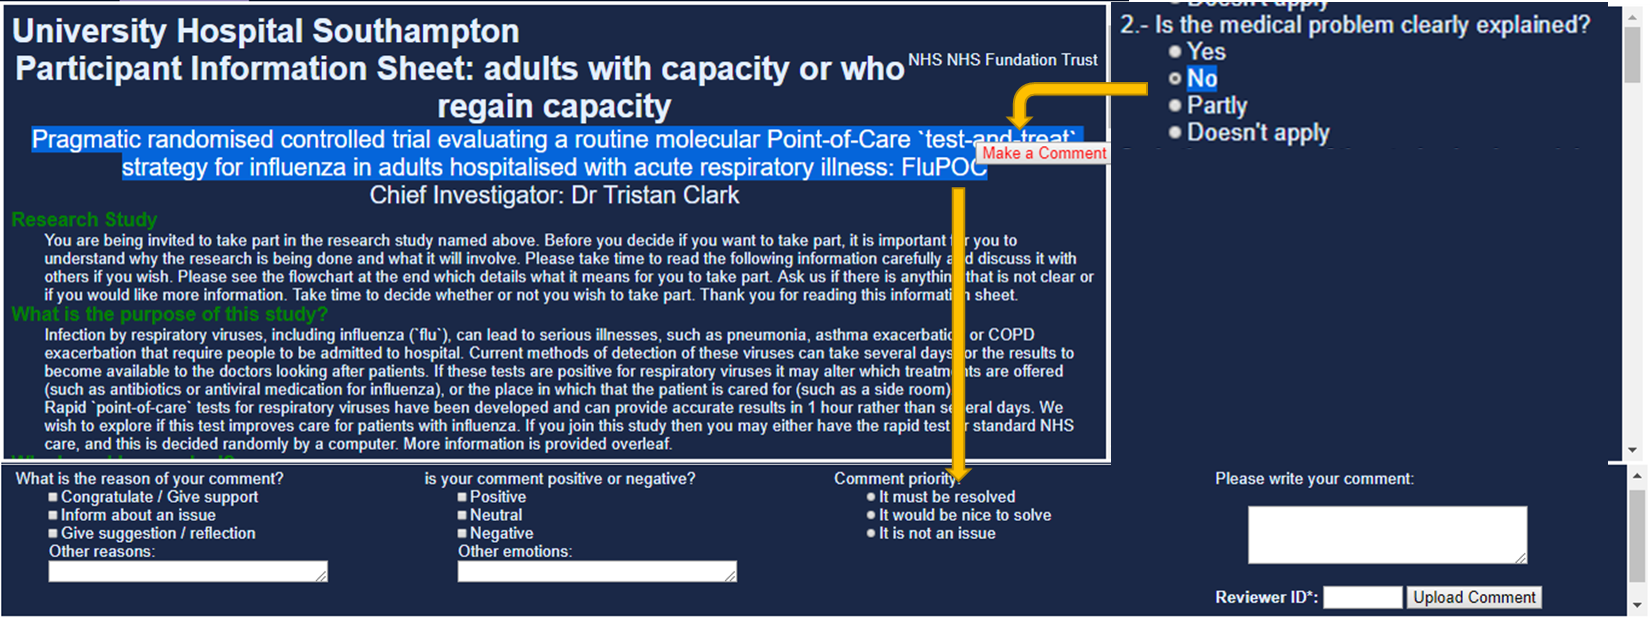 University Hospital Southampton
Participant Information Sheet: adults with capacity or who NHS NHS Fundation Trust
regain capacity
Pragmatic randomised controlled trial evaluating a routine molecular Point-of-Care `test-and-treat`
strategy for influenza in adults hospitalised with acute respiratory illness: FluPOC
Make a Comment
Chief Investigator: Dr Tristan Clark
Research Study
You are being invited to take part in the research study named above. Before you decide if you want to take part, it is important for you to
understand why the research is being done and what it will involve. Please take time to read the following information carefully and discuss it with
others if you wish. Please see the flowchart at the end which details what it means for you to take part. Ask us if there is anything that is not clear or
if you would like more information. Take time to decide whether or not you wish to take part. Thank you for reading this information sheet.
What is the purpose of this study?
Infection by respiratory viruses, including influenza (`flu`), can lead to serious illnesses, such as pneumonia, asthma exacerbation or COPD
exacerbation that require people to be admitted to hospital. Current methods of detection of these viruses can take several days for the results to
become available to the doctors looking after patients. If these tests are positive for respiratory viruses it may alter which treatments are offered
(such as antibiotics or antiviral medication for influenza), or the place in which that the patient is cared for (such as a side room)
Rapid `point-of-care` tests for respiratory viruses have been developed and can provide accurate results in 1 hour rather than several days. We
wish to explore if this test improves care for patients with influenza. If you join this study then you may either have the rapid test or standard NHS
care, and this is decided randomly by a computer. More information is provided overleaf.
Doesn't apply
2.- Is the medical problem clearly explained?
Yes
No
Partly
Doesn't apply
What is the reason of your comment?
Congratulate / Give support
Inform about an issue
Give suggestion / reflection
Other reasons:
is your comment positive or negative?
Positive
Neutral
Negative
Other emotions:
Comment priority:
It must be resolved
It would be nice to solve
It is not an issue
Please write your comment:
Reviewer ID*:
Upload Comment